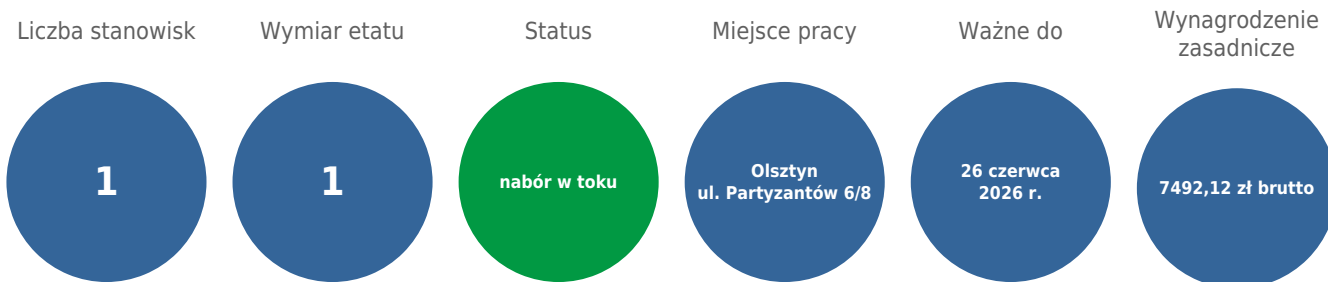 Liczba stanowisk
1
Wymiar etatu
1
Status
nabór w toku
Miejsce pracy
Olsztyn
ul. Partyzantów 6/8
Ważne do
26 czerwca
2026 r.
Wynagrodzenie
zasadnicze
7492,12 zł brutto